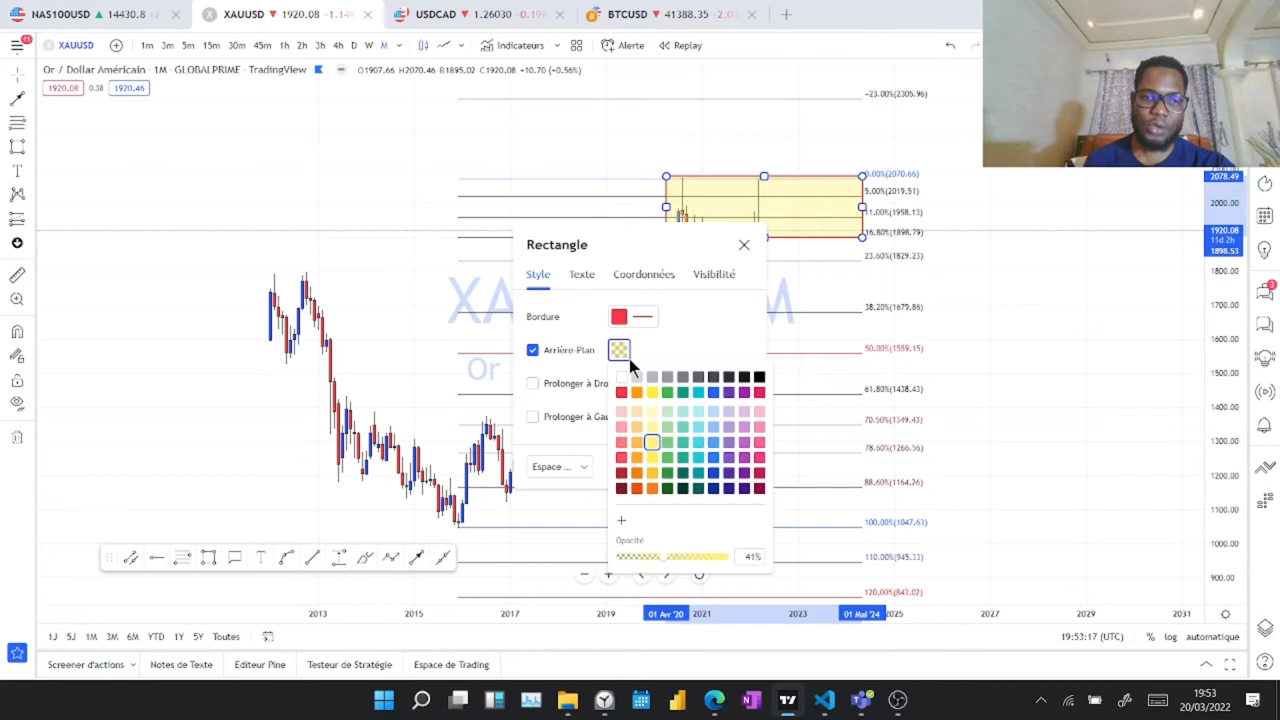 NAS100USD ▲ 14430.8
XAUUSD ▼ 1920.08 −1.14%
USDCAD ▼ 1.26030 −0.19%
BTCUSD ▼ 41388.35
11
XAUUSD
1m 3m 5m 15m 30m 45m 1h 2h 3h 4h D W M
Indicateurs
Alerte
Replay
Or / Dollar Américain · 1M · GLOBALPRIME · TradingView
O1907.66 H2070.46 B1895.02 C1920.08 +10.70 (+0.56%)
1920.08 0.38 1920.46
−23.00%(2305.96)
0.00%(2070.66)
5.00%(2019.51)
11.00%(1958.13)
16.80%(1898.79)
23.60%(1829.23)
38.20%(1679.86)
50.00%(1559.15)
61.80%(1438.43)
70.50%(1349.43)
78.60%(1266.56)
88.60%(1164.26)
100.00%(1047.63)
110.00%(945.33)
120.00%(843.02)
2078.49
2000.00
1920.08
11d 2h
1898.53
1800.00
1700.00
1600.00
1500.00
1400.00
1300.00
1200.00
1100.00
1000.00
900.00
3
Or
Rectangle
Style Texte Coordonnées Visibilité
Bordure
Arrière-Plan
Prolonger à Dro
Prolonger à Gau
Espace ...
Opacité
41%
2013 2015 2017 2019 01 Avr '20 2021 2023 01 Mai '24 2025 2027 2029 2031
1J 5J 1M 3M 6M YTD 1Y 5Y Toutes
19:53:17 (UTC) % log automatique
Screener d'actions Notes de Texte Editeur Pine Testeur de Stratégie Espace de Trading
19:53
20/03/2022